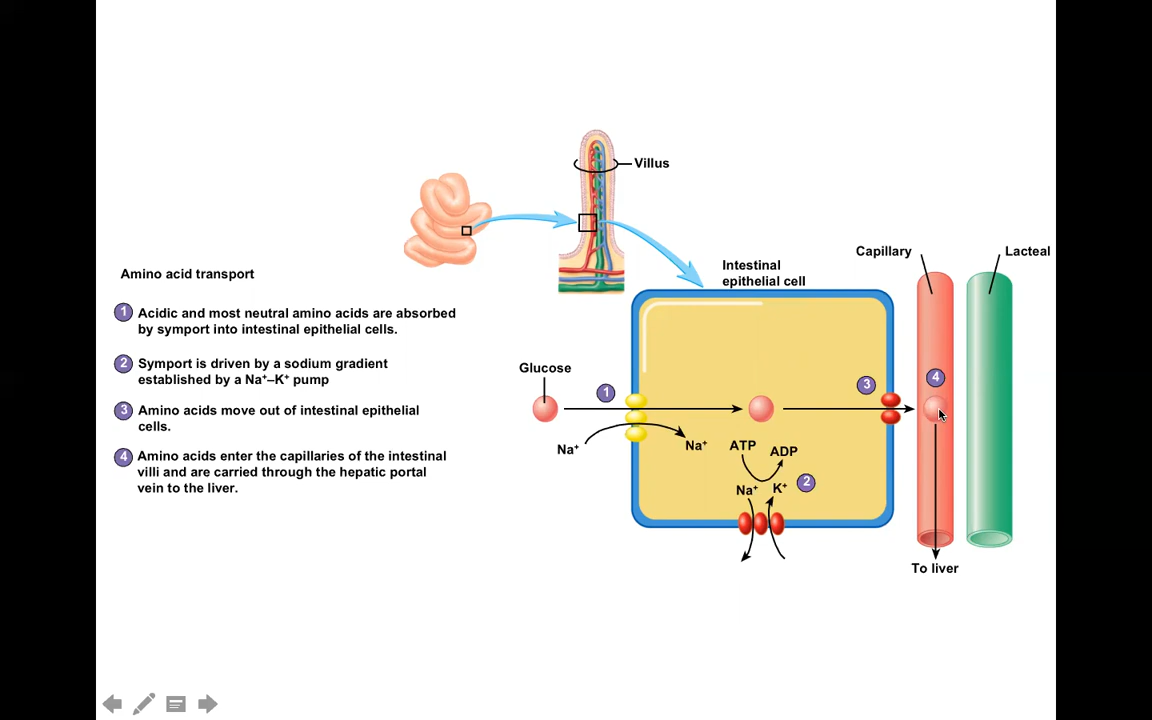 Villus
Capillary
Lacteal
Intestinal
epithelial cell
Amino acid transport
1 Acidic and most neutral amino acids are absorbed
by symport into intestinal epithelial cells.
2 Symport is driven by a sodium gradient
established by a Na⁺–K⁺ pump
3 Amino acids move out of intestinal epithelial
cells.
4 Amino acids enter the capillaries of the intestinal
villi and are carried through the hepatic portal
vein to the liver.
Glucose
1
3
4
Na⁺
Na⁺
ATP
ADP
Na⁺
K⁺
2
To liver